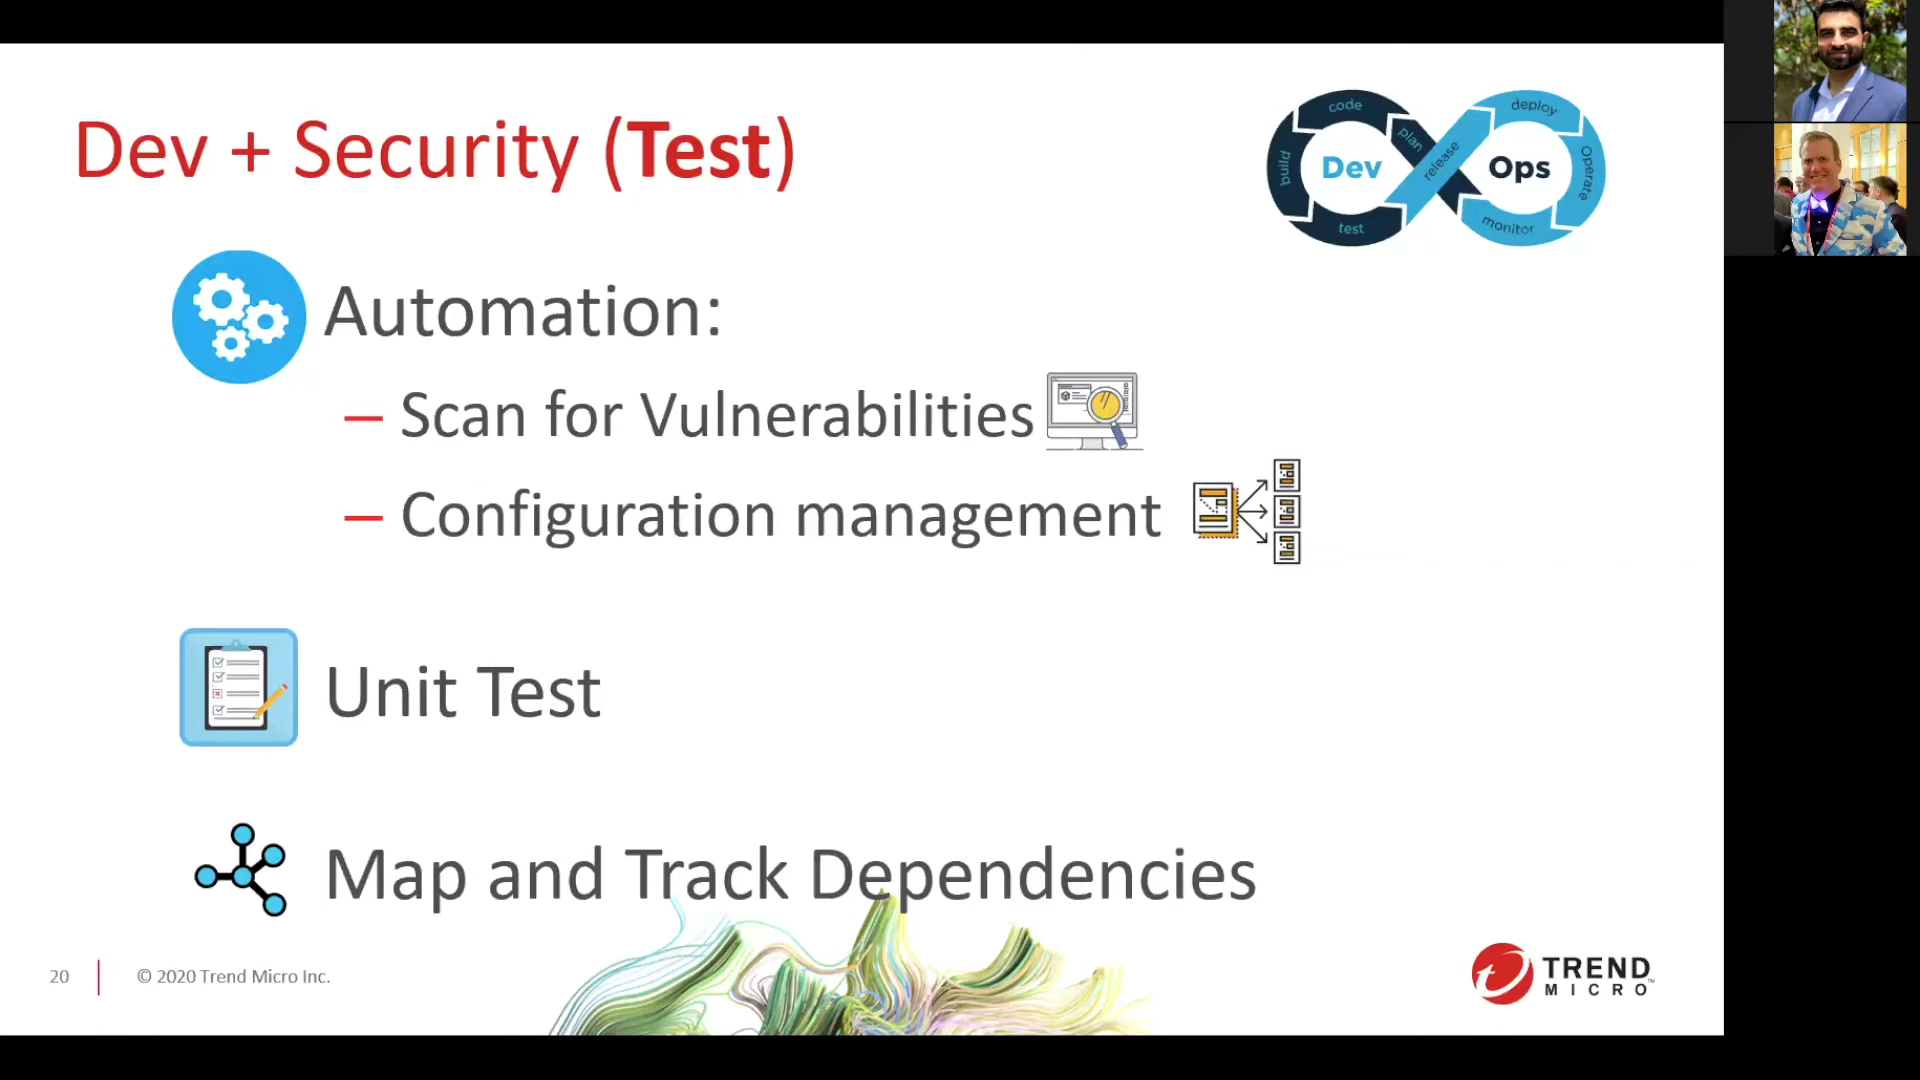 Dev + Security (Test)
code
plan
release
deploy
Operate
monitor
build
test
Dev
Ops
Automation:
– Scan for Vulnerabilities
– Configuration management
Unit Test
Map and Track Dependencies
20
© 2020 Trend Micro Inc.
TREND
MICRO™